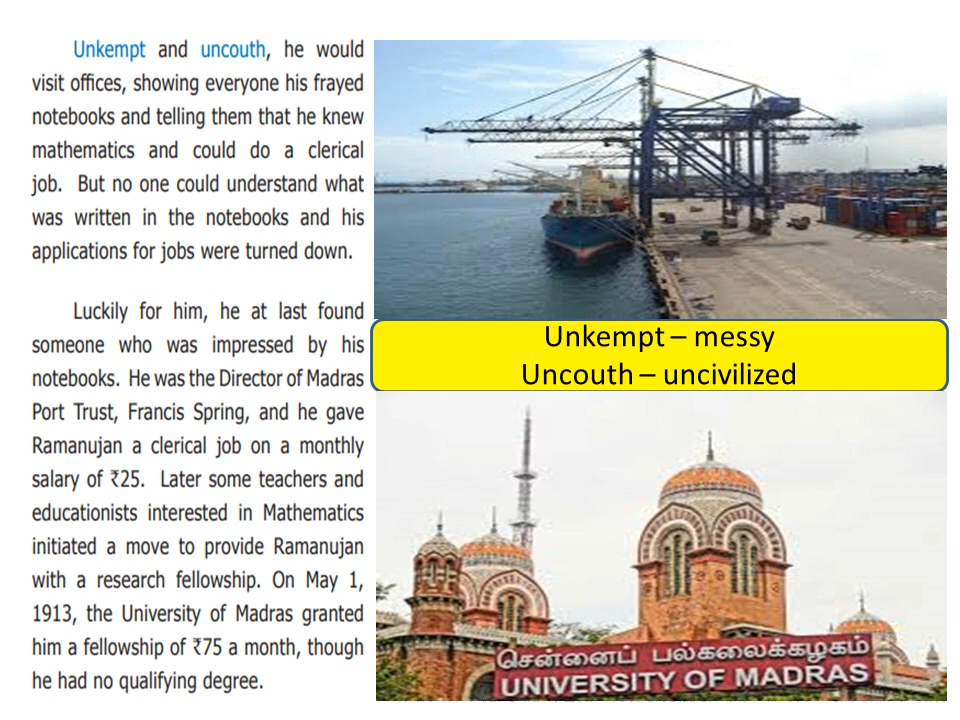 Unkempt and uncouth, he would
visit offices, showing everyone his frayed
notebooks and telling them that he knew
mathematics and could do a clerical
job. But no one could understand what
was written in the notebooks and his
applications for jobs were turned down.
Luckily for him, he at last found
someone who was impressed by his
notebooks. He was the Director of Madras
Port Trust, Francis Spring, and he gave
Ramanujan a clerical job on a monthly
salary of ₹25. Later some teachers and
educationists interested in Mathematics
initiated a move to provide Ramanujan
with a research fellowship. On May 1,
1913, the University of Madras granted
him a fellowship of ₹75 a month, though
he had no qualifying degree.
Unkempt – messy
Uncouth – uncivilized
சென்னைப் பல்கலைக்கழகம்
UNIVERSITY OF MADRAS